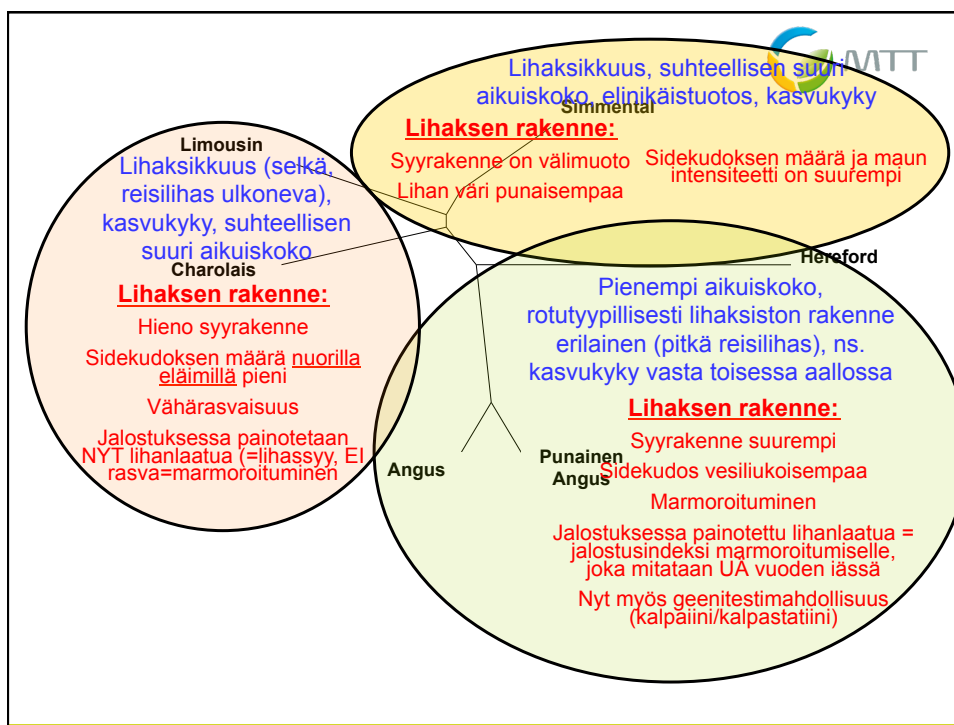 MTT
Lihaksikkuus, suhteellisen suuri
aikuiskoko, elinikäistuotos, kasvukyky
Simmental
Lihaksen rakenne:
Syyrakenne on välimuoto
Lihan väri punaisempaa
Sidekudoksen määrä ja maun
intensiteetti on suurempi
Limousin
Lihaksikkuus (selkä,
reisilihas ulkoneva),
kasvukyky, suhteellisen
suuri aikuiskoko
Charolais
Lihaksen rakenne:
Hieno syyrakenne
Sidekudoksen määrä nuorilla
eläimillä pieni
Vähärasvaisuus
Jalostuksessa painotetaan
NYT lihanlaatua (=lihassyy, EI
rasva=marmoroituminen
Hereford
Pienempi aikuiskoko,
rotutyypillisesti lihaksiston rakenne
erilainen (pitkä reisilihas), ns.
kasvukyky vasta toisessa aallossa
Lihaksen rakenne:
Syyrakenne suurempi
Sidekudos vesiliukoisempaa
Marmoroituminen
Jalostuksessa painotettu lihanlaatua =
jalostusindeksi marmoroitumiselle,
joka mitataan UÄ vuoden iässä
Nyt myös geenitestimahdollisuus
(kalpaiini/kalpastatiini)
Angus
Punainen
Angus